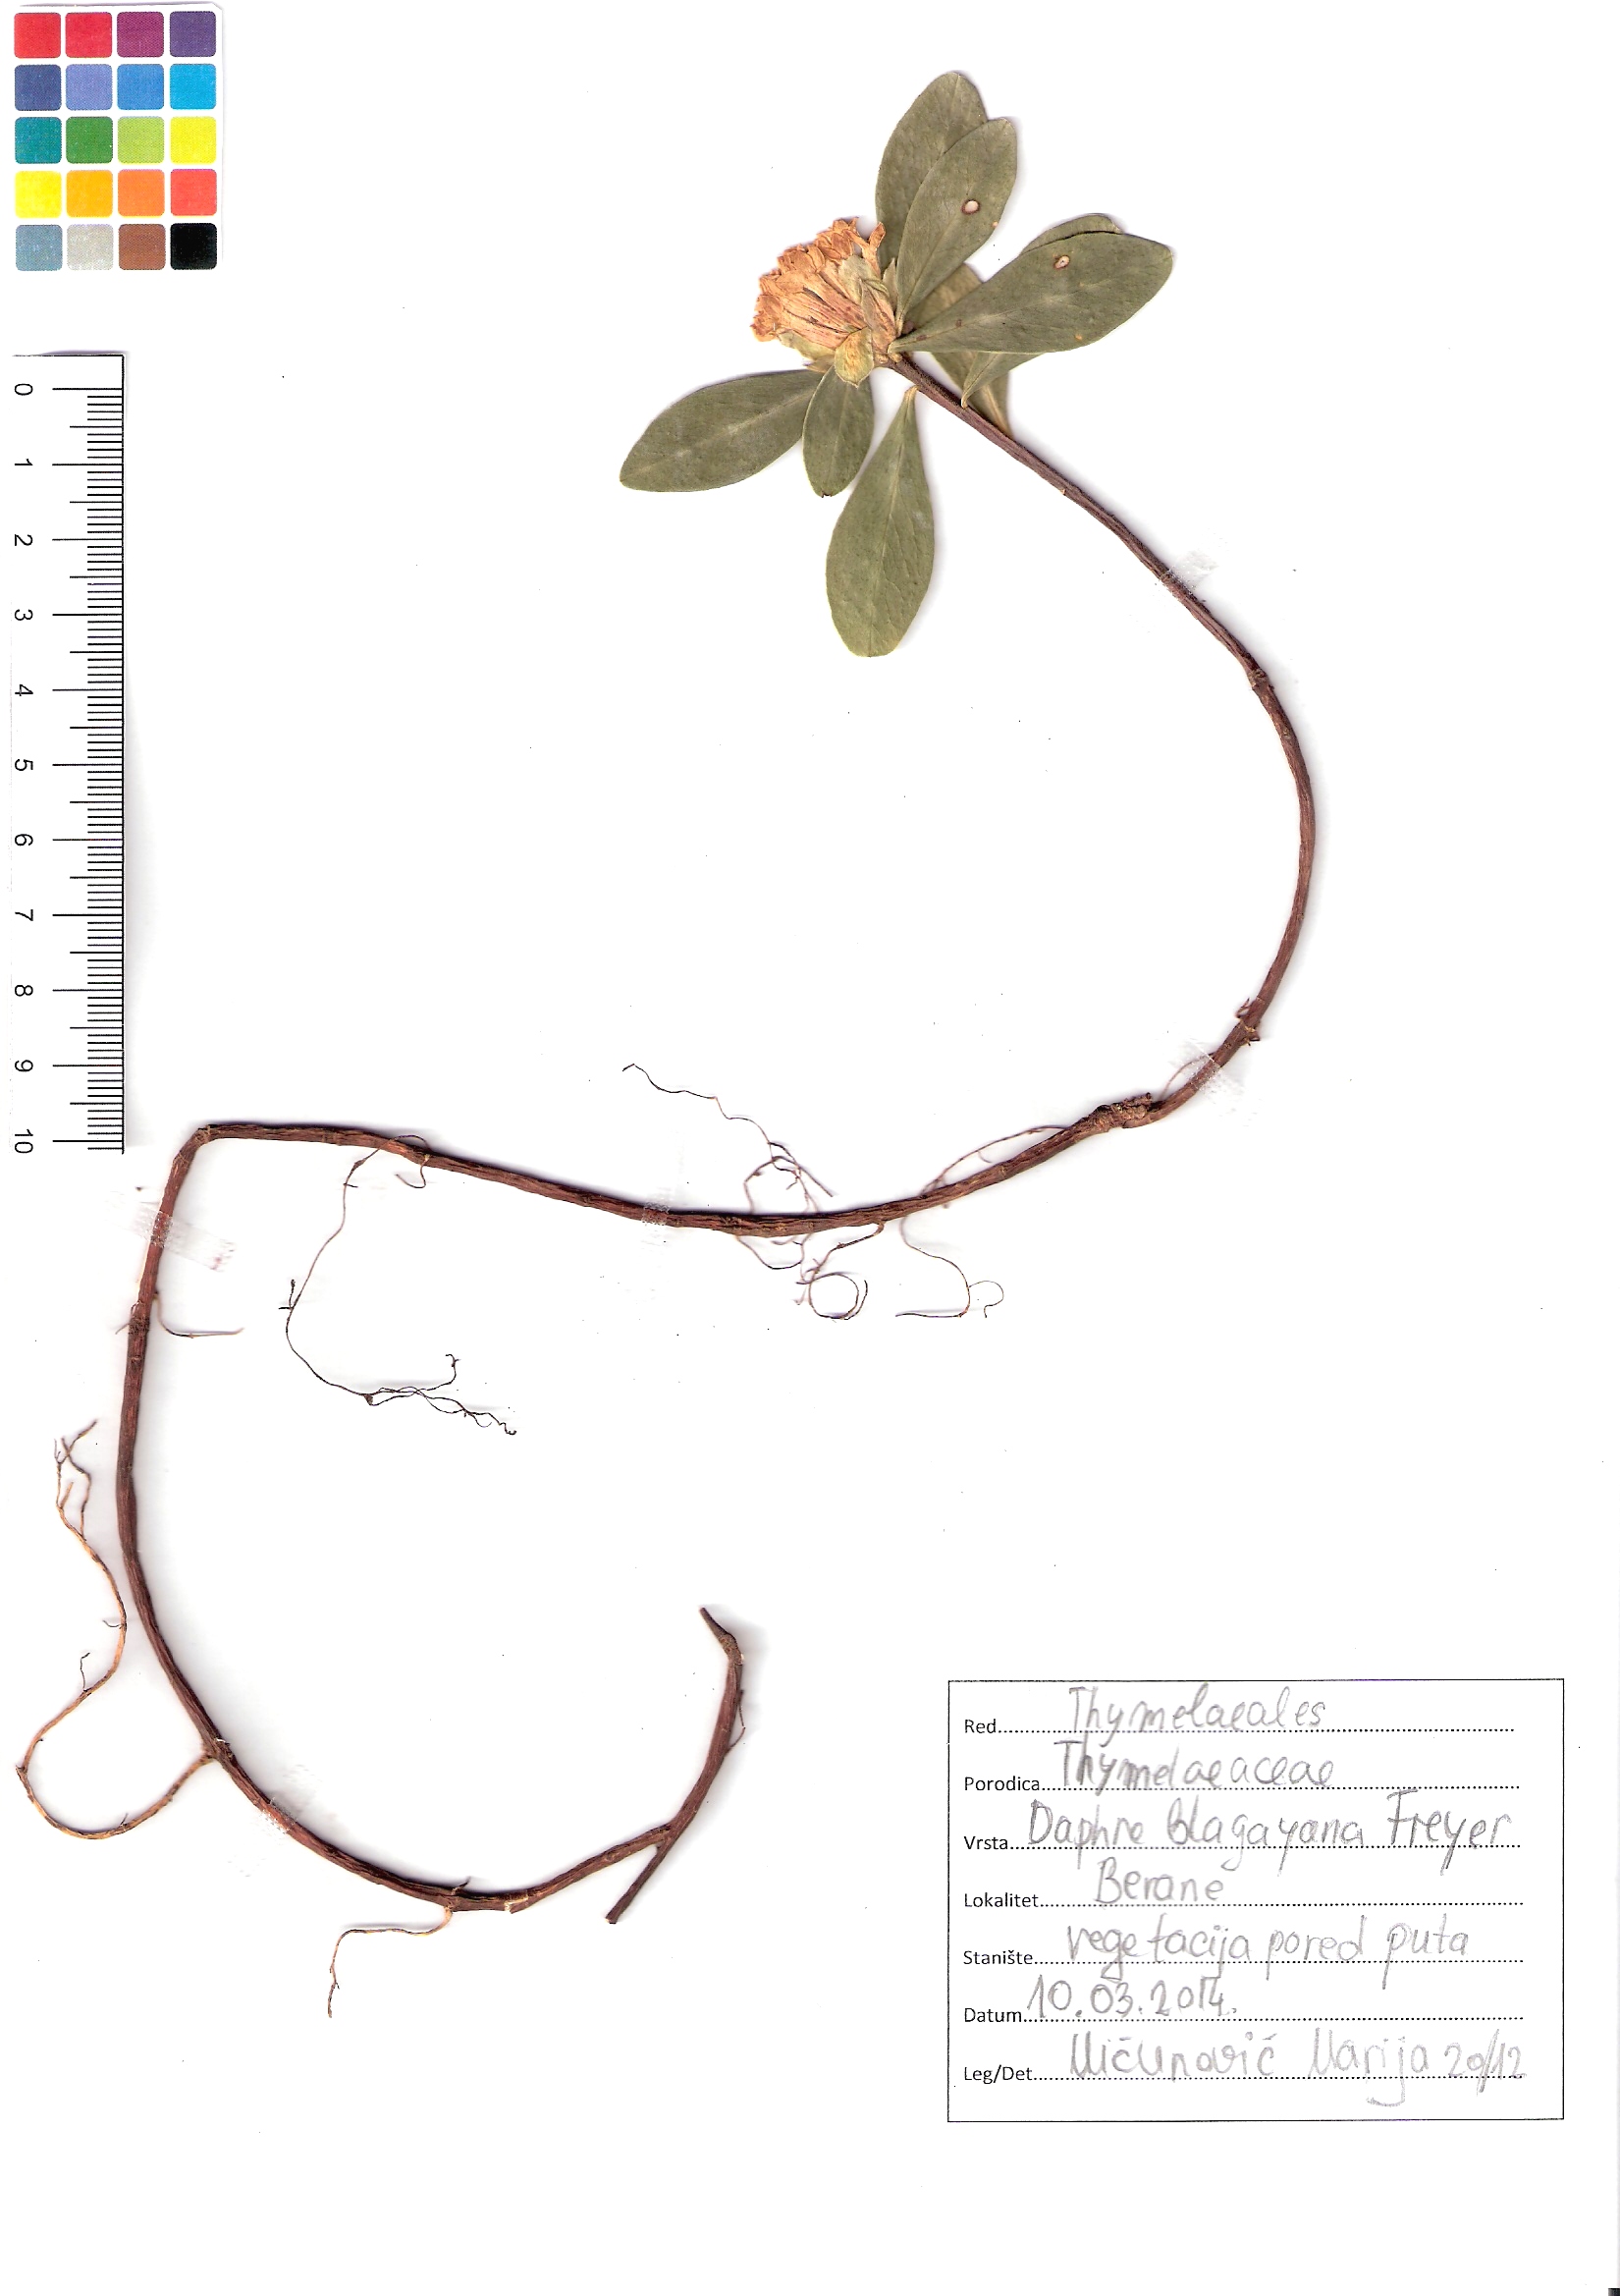 0
1
2
3
4
5
6
7
8
9
10
Red Thymelaeales
Porodica Thymelaeaceae
Vrsta Daphne blagayana Freyer
Lokalitet Berane
Stanište vegetacija pored puta
Datum 10.03.2014.
Leg/Det Mićunović Marija 20/12